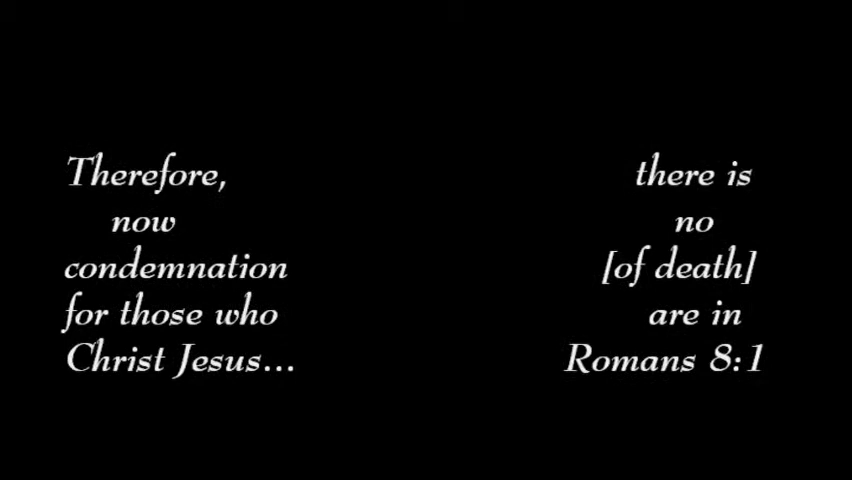 Therefore, there is
now no
condemnation [of death]
for those who are in
Christ Jesus... Romans 8:1